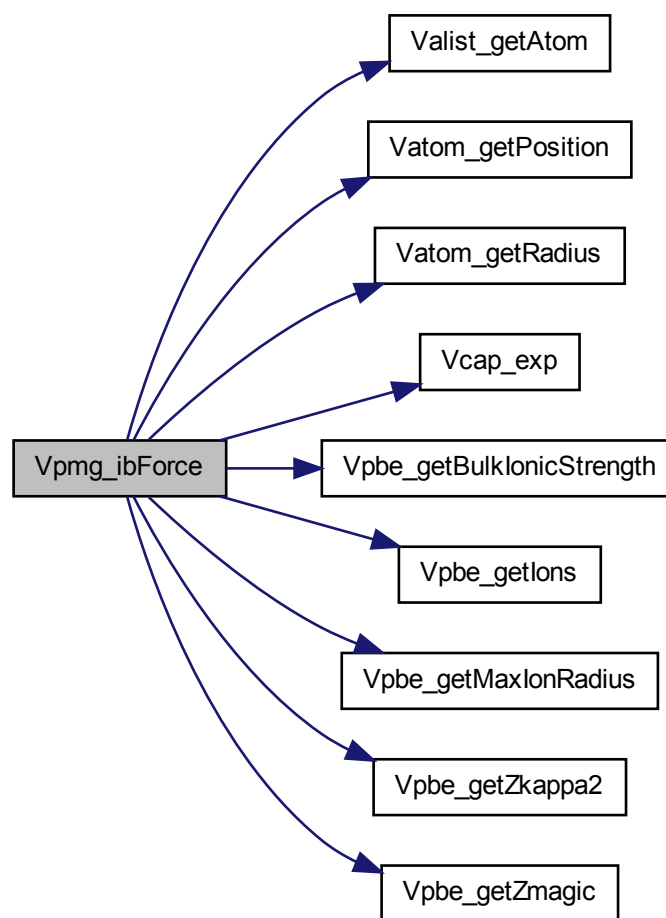 Valist_getAtom
Vatom_getPosition
Vatom_getRadius
Vcap_exp
Vpmg_ibForce
Vpbe_getBulkIonicStrength
Vpbe_getIons
Vpbe_getMaxIonRadius
Vpbe_getZkappa2
Vpbe_getZmagic